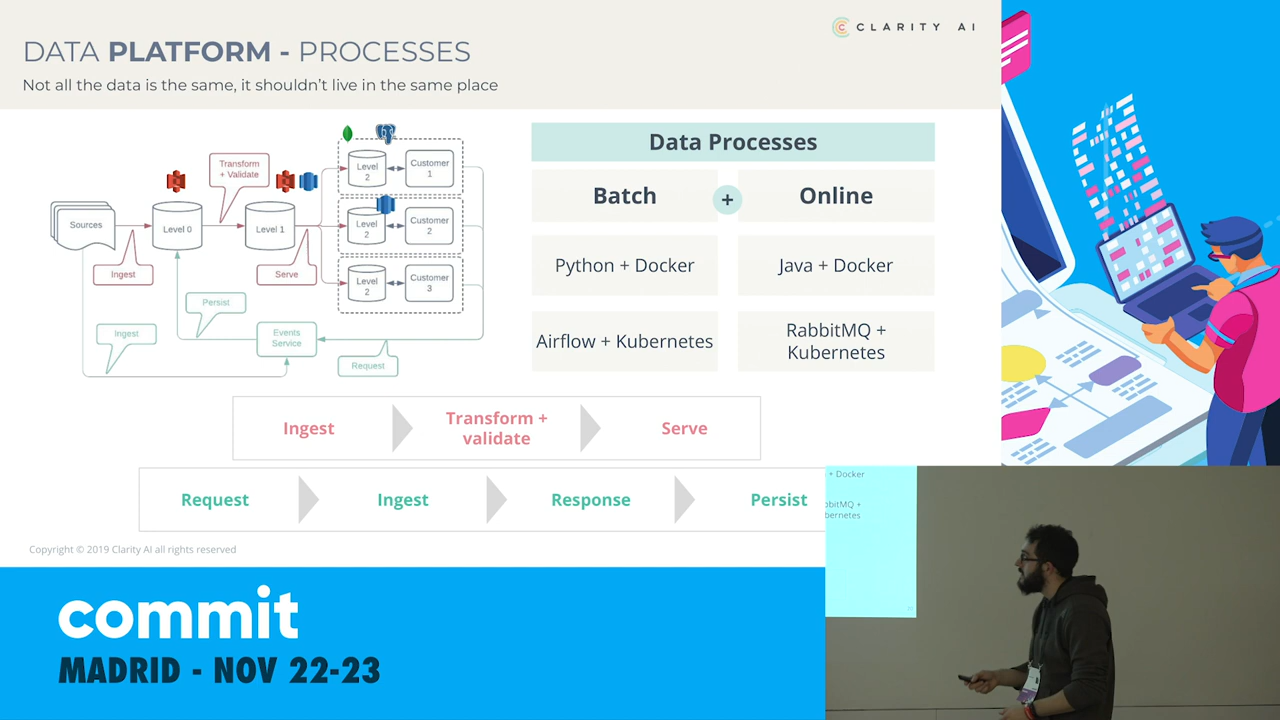 CLARITY AI
DATA PLATFORM - PROCESSES
Not all the data is the same, it shouldn't live in the same place
Transform
+ Validate
Level
2
Customer
1
Sources
Level 0
Level 1
Level
2
Customer
2
Ingest
Serve
Level
2
Customer
3
Persist
Ingest
Events
Service
Request
Data Processes
Batch
+
Online
Python + Docker
Java + Docker
Airflow + Kubernetes
RabbitMQ +
Kubernetes
Ingest
Transform +
validate
Serve
Request
Ingest
Response
Persist
Copyright © 2019 Clarity AI all rights reserved
+ Docker
bbitMQ +
bernetes
commit
MADRID - NOV 22-23